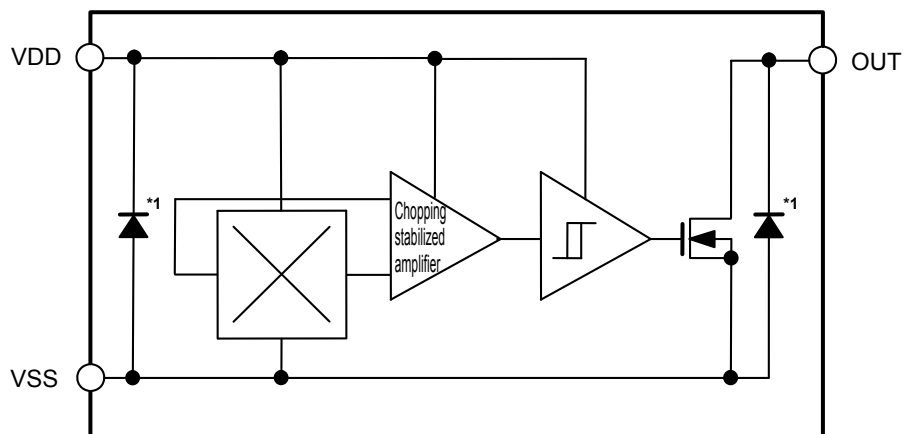 VDD
OUT
*1
*1
Chopping
stabilized
amplifier
VSS